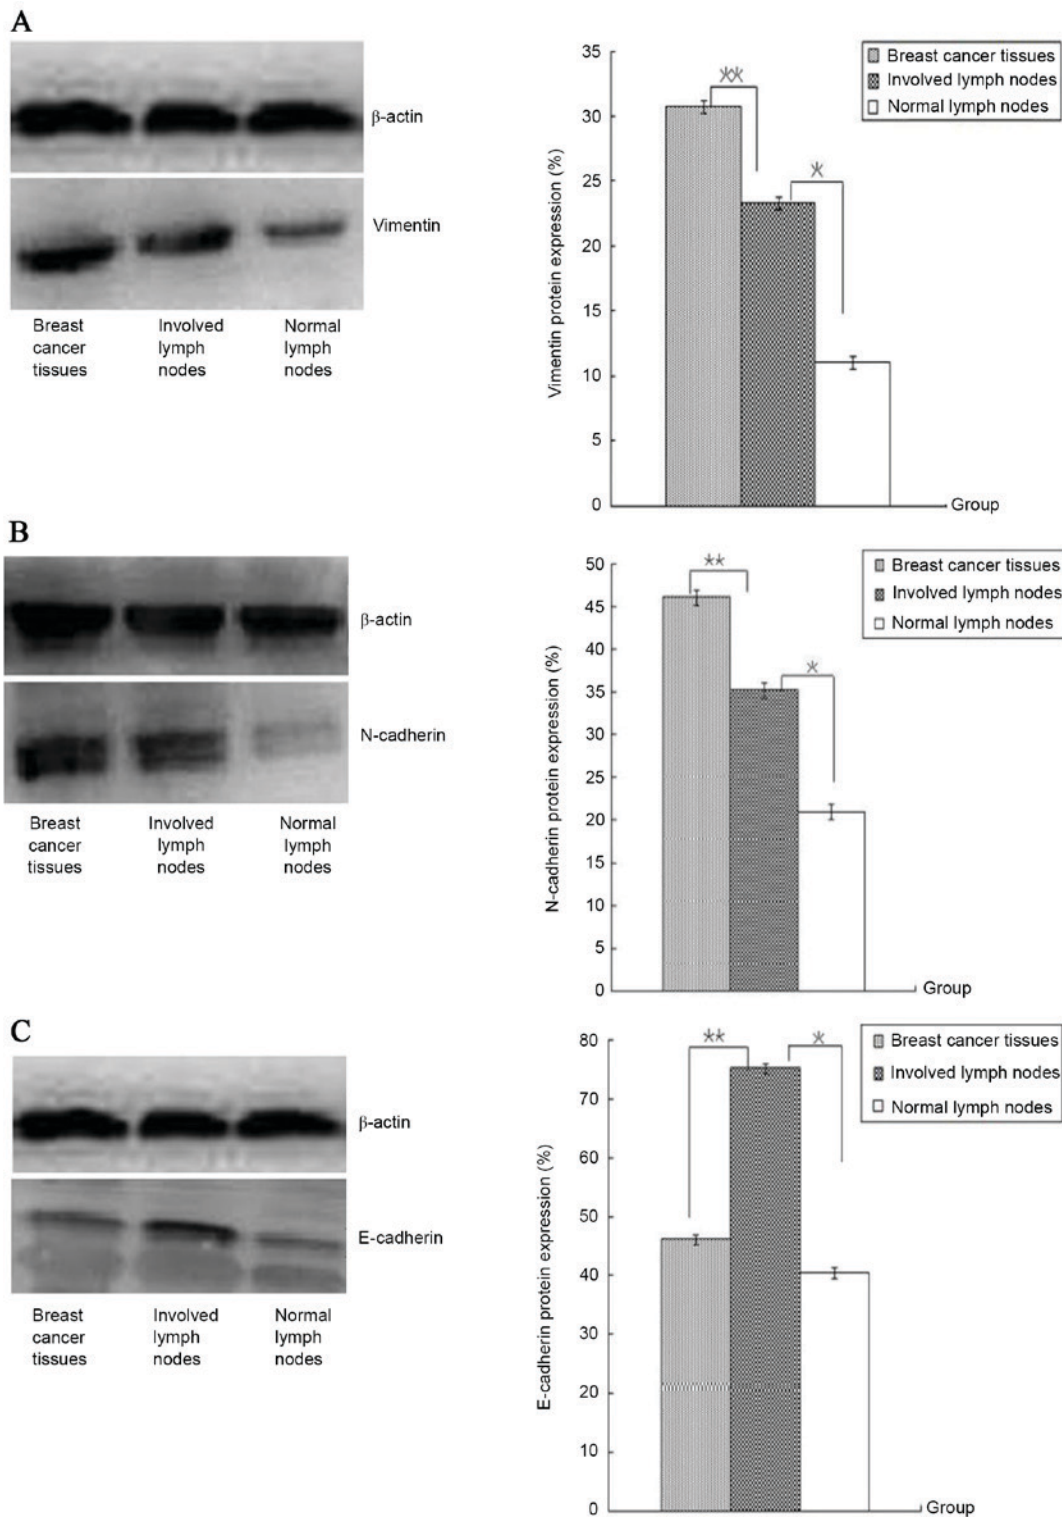 A
β-actin
Vimentin
Breast
cancer
tissues
Involved
lymph
nodes
Normal
lymph
nodes
Vimentin protein expression (%)
35
30
25
20
15
10
5
0
**
*
Group
Breast cancer tissues
Involved lymph nodes
Normal lymph nodes
B
β-actin
N-cadherin
Breast
cancer
tissues
Involved
lymph
nodes
Normal
lymph
nodes
N-cadherin protein expression (%)
50
45
40
35
30
25
20
15
10
5
0
**
*
Group
Breast cancer tissues
Involved lymph nodes
Normal lymph nodes
C
β-actin
E-cadherin
Breast
cancer
tissues
Involved
lymph
nodes
Normal
lymph
nodes
E-cadherin protein expression (%)
80
70
60
50
40
30
20
10
0
**
*
Group
Breast cancer tissues
Involved lymph nodes
Normal lymph nodes